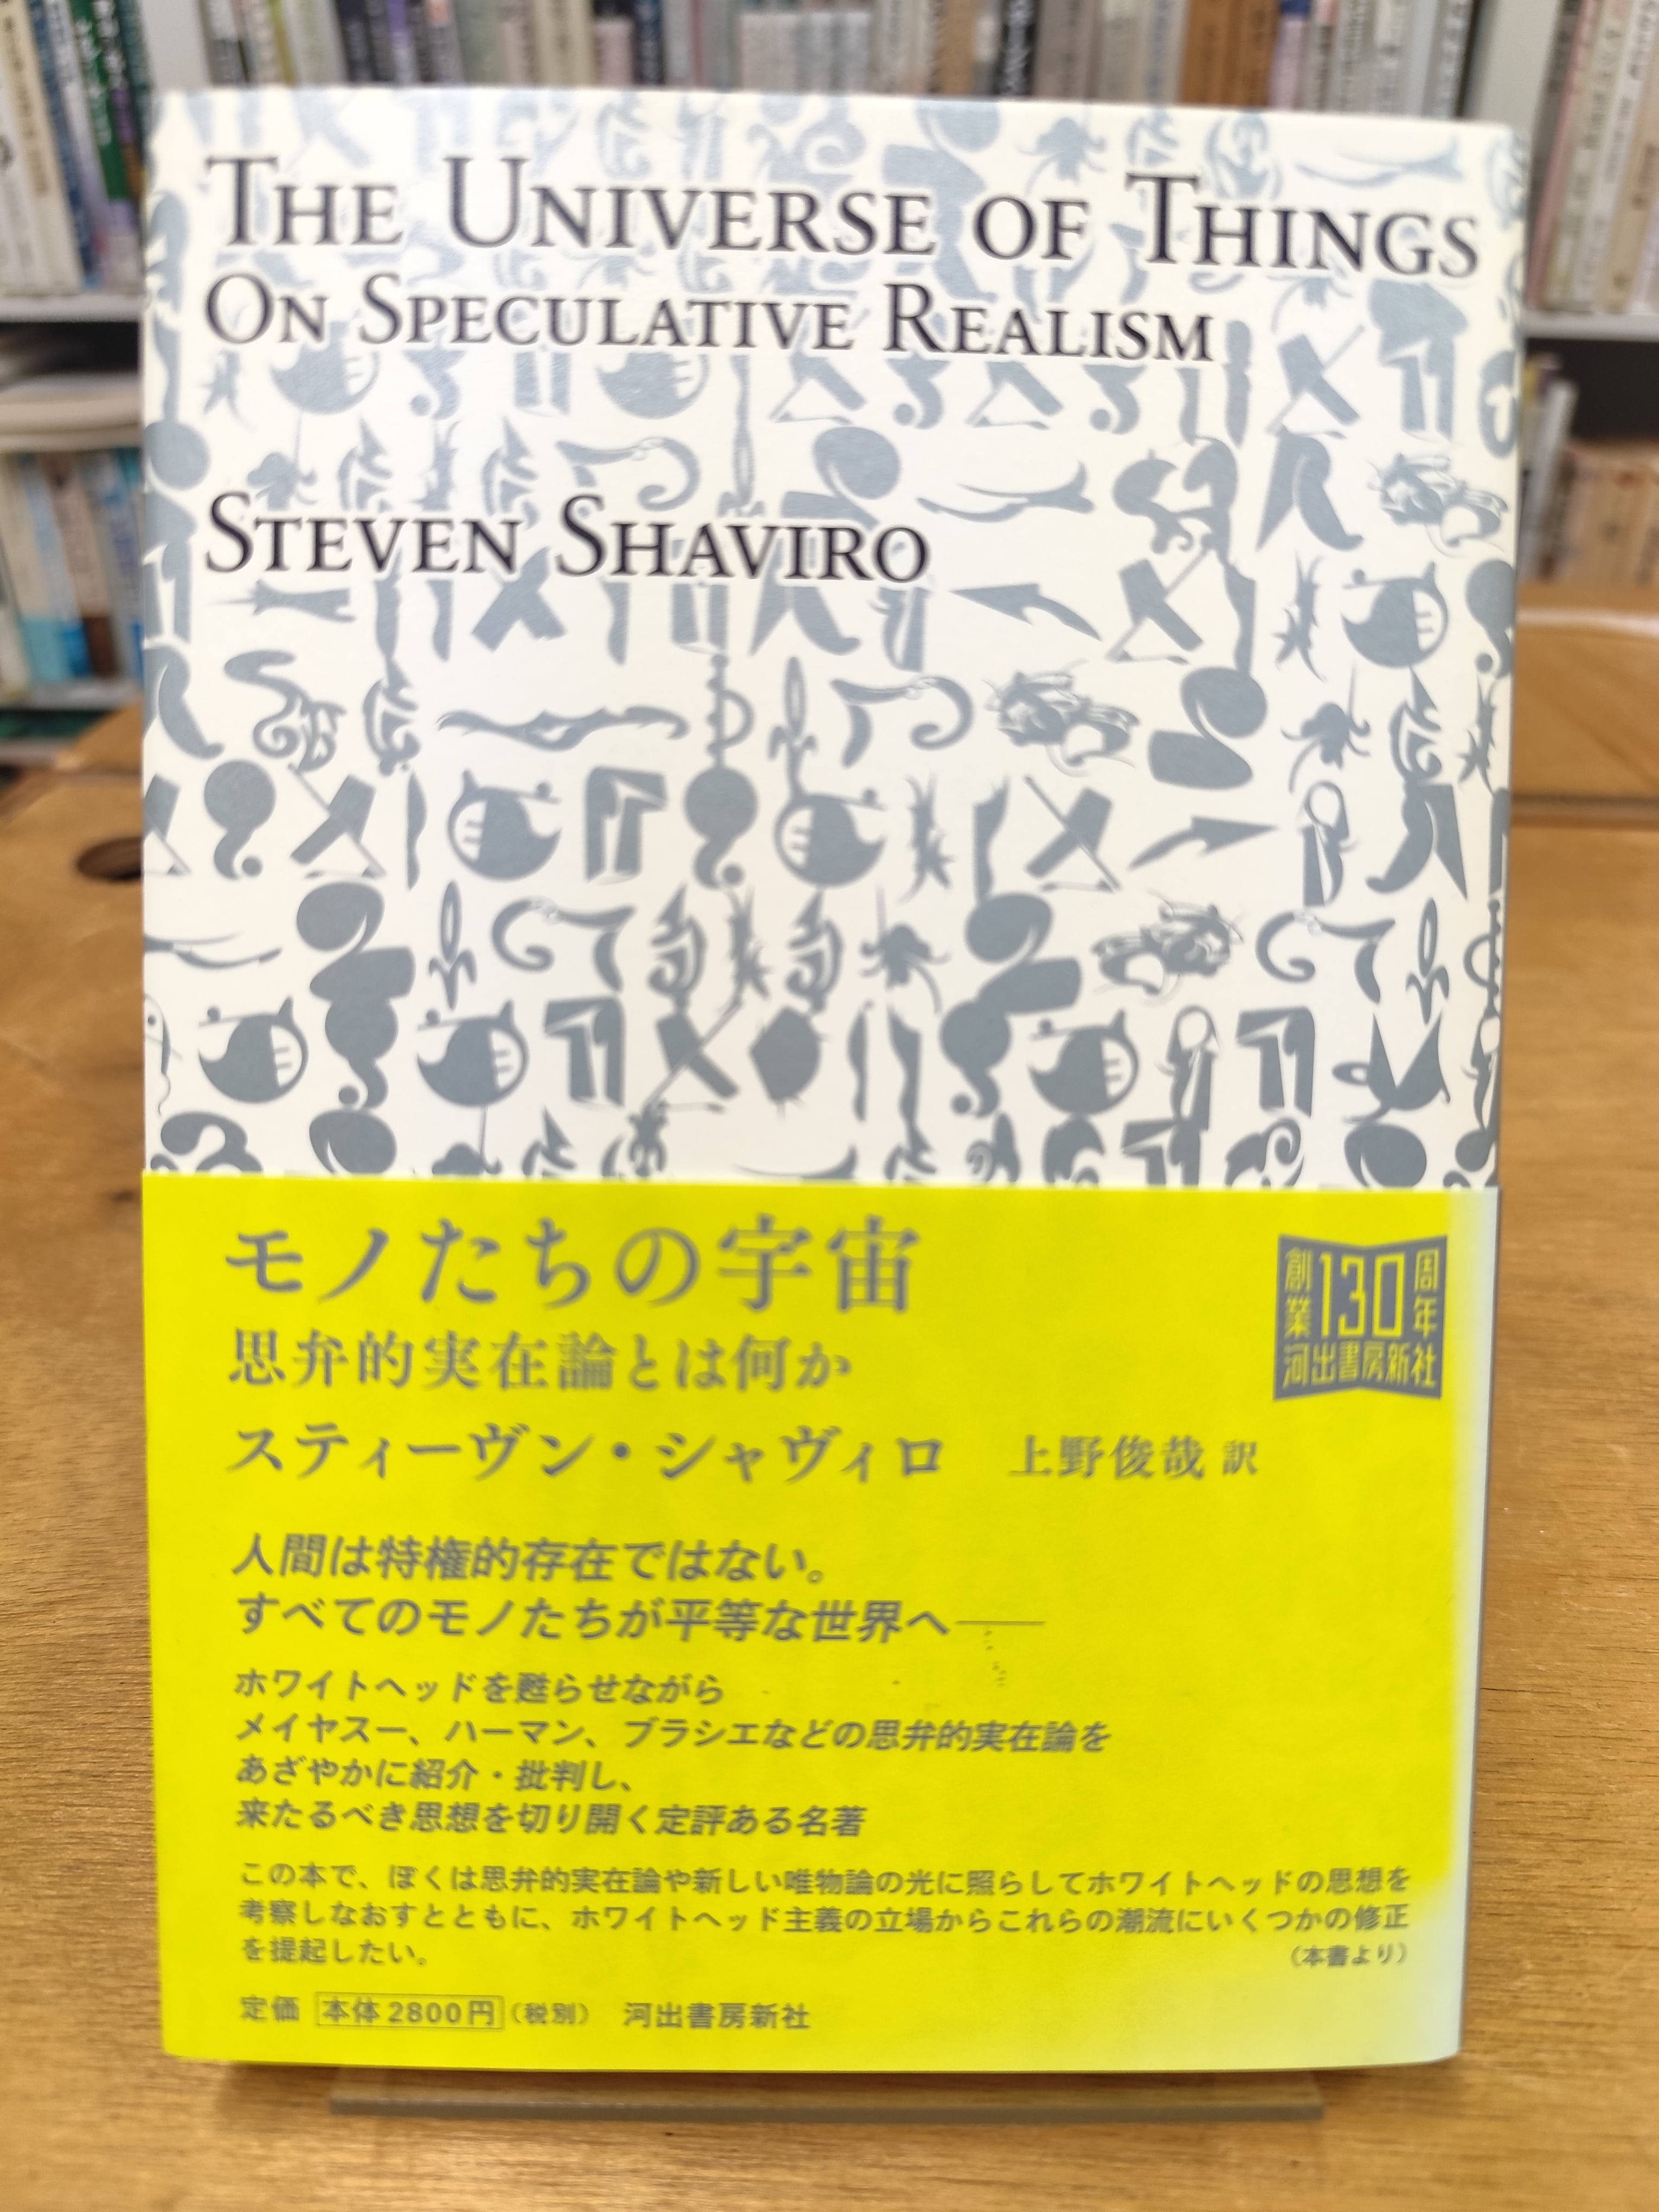 THE UNIVERSE OF THINGS
ON SPECULATIVE REALISM
STEVEN SHAVIRO
モノたちの宇宙
思弁的実在論とは何か
スティーヴン・シャヴィロ 上野俊哉 訳
創業130周年
河出書房新社
人間は特権的存在ではない。
すべてのモノたちが平等な世界へ——
ホワイトヘッドを甦らせながら
メイヤスー、ハーマン、ブラシエなどの思弁的実在論を
あざやかに紹介・批判し、
来たるべき思想を切り開く定評ある名著
この本で、ぼくは思弁的実在論や新しい唯物論の光に照らしてホワイトヘッドの思想を
考察しなおすとともに、ホワイトヘッド主義の立場からこれらの潮流にいくつかの修正
を提起したい。 （本書より）
定価 本体2800円（税別） 河出書房新社